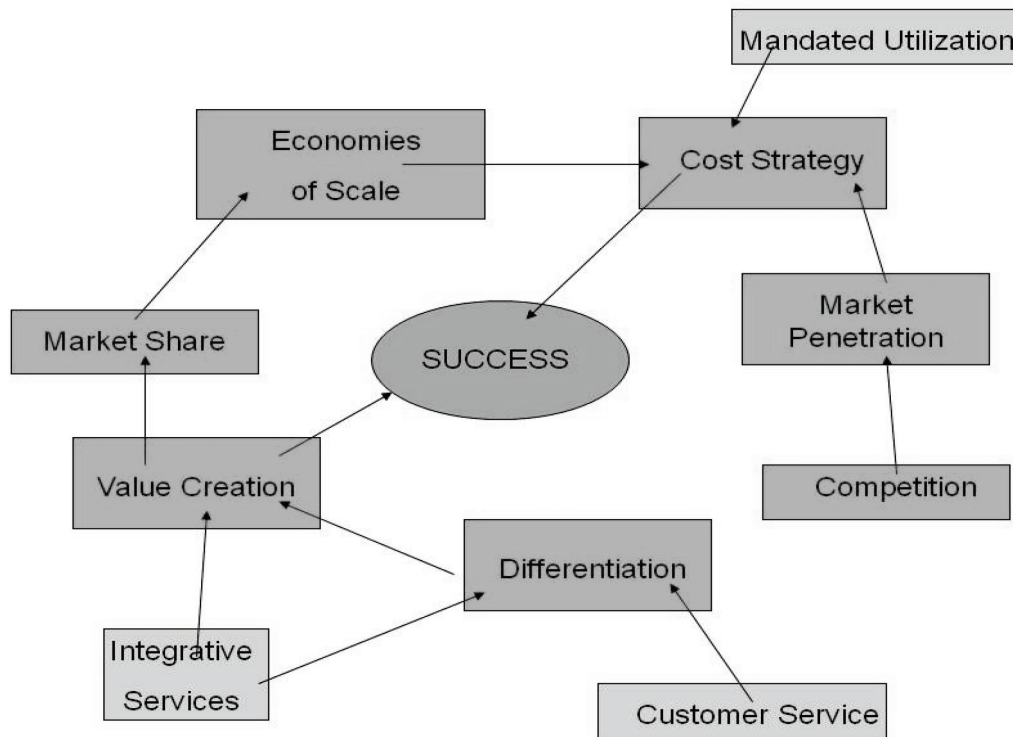 Mandated Utilization
Economies
of Scale
Cost Strategy
Market
Penetration
Market Share
SUCCESS
Value Creation
Competition
Differentiation
Integrative
Services
Customer Service